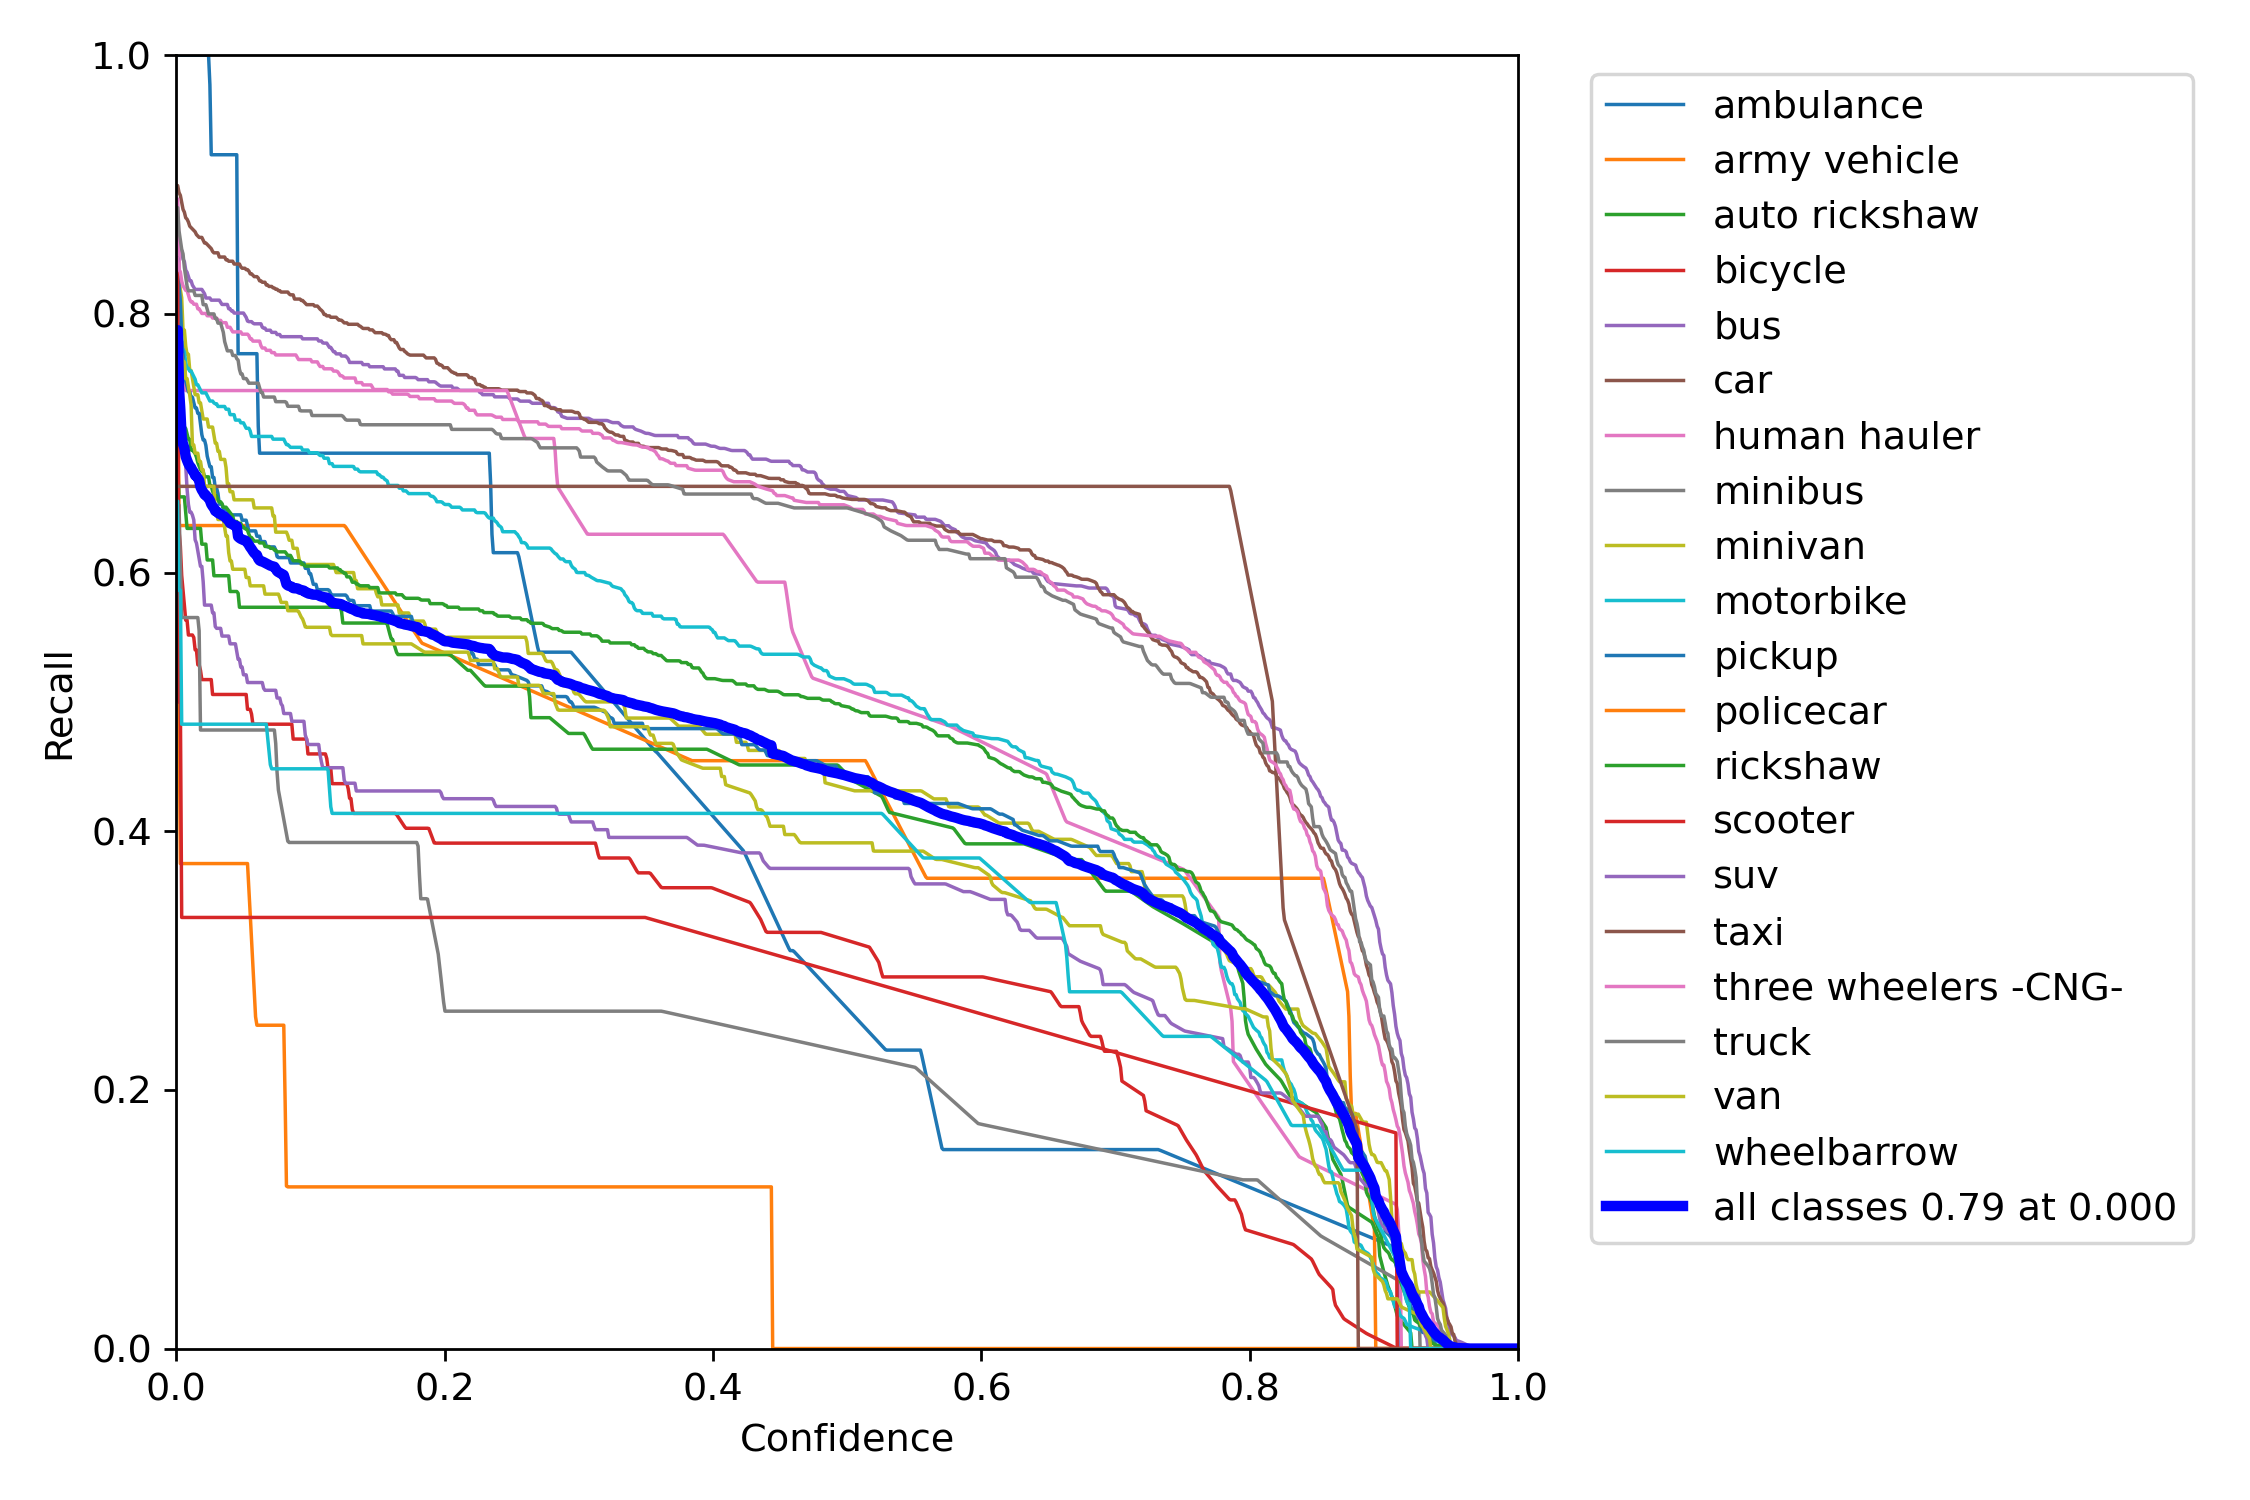 1.0
0.8
0.6
0.4
0.2
0.0
Recall
0.0 0.2 0.4 0.6 0.8 1.0
Confidence
ambulance
army vehicle
auto rickshaw
bicycle
bus
car
human hauler
minibus
minivan
motorbike
pickup
policecar
rickshaw
scooter
suv
taxi
three wheelers -CNG-
truck
van
wheelbarrow
all classes 0.79 at 0.000